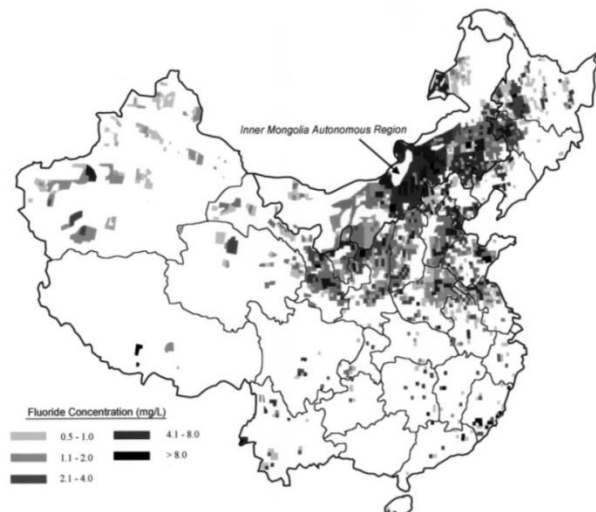 Inner Mongolia Autonomous Region
Fluoride Concentration (mg/L)
0.5 - 1.0
1.1 - 2.0
2.1 - 4.0
4.1 - 8.0
> 8.0